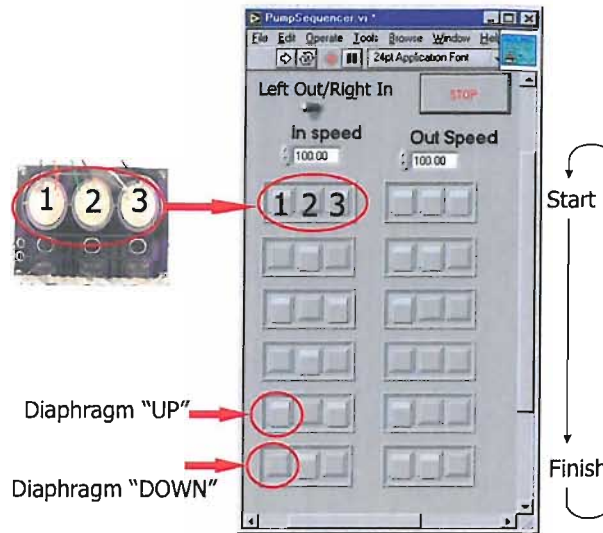 PumpSequencer.vi *
File Edit Operate Tools Browse Window Help
24pt Application Font
Left Out/Right In
STOP
In speed
Out Speed
100.00
100.00
1 2 3
1 2 3
Start
Diaphragm “UP”
Diaphragm “DOWN”
Finish